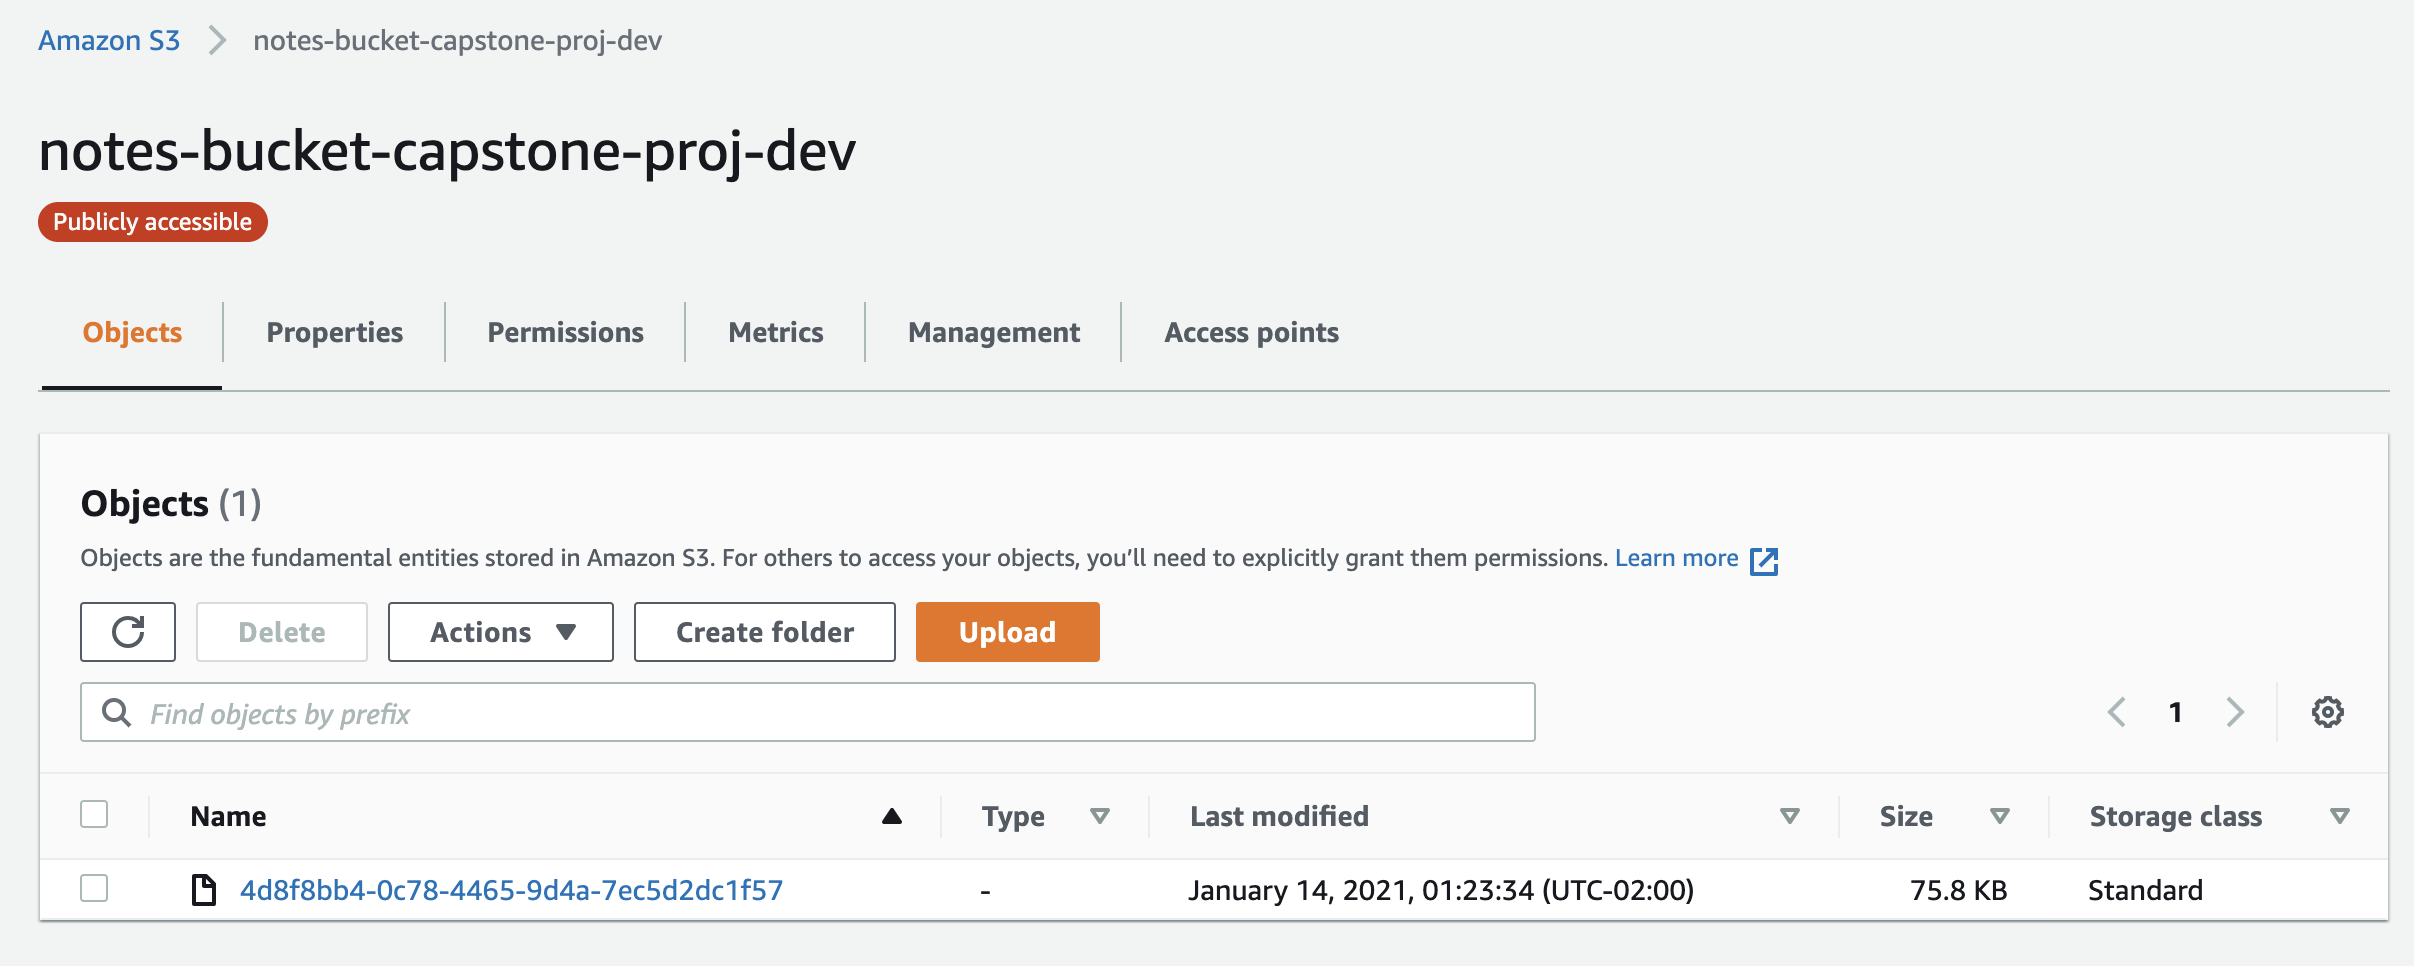 Amazon S3 notes-bucket-capstone-proj-dev
notes-bucket-capstone-proj-dev
Publicly accessible
Objects Properties Permissions Metrics Management Access points
Objects (1)
Objects are the fundamental entities stored in Amazon S3. For others to access your objects, you’ll need to explicitly grant them permissions. Learn more
Delete Actions Create folder Upload
Find objects by prefix 1
Name Type Last modified Size Storage class
4d8f8bb4-0c78-4465-9d4a-7ec5d2dc1f57 - January 14, 2021, 01:23:34 (UTC-02:00) 75.8 KB Standard